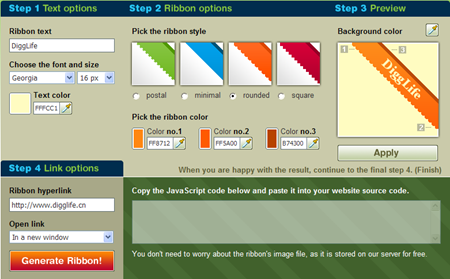 Step 1 Text options
Ribbon text
DiggLife
Choose the font and size
Georgia
16 px
Text color
FFFCC1
Step 2 Ribbon options
Pick the ribbon style
postal
minimal
rounded
square
Pick the ribbon color
Color no.1
Color no.2
Color no.3
FF8712
FF5A00
B74300
Step 3 Preview
Background color
1
3
DiggLife
2
Apply
When you are happy with the result, continue to the final step 4. (Finish)
Step 4 Link options
Ribbon hyperlink
http://www.digglife.cn
Open link
In a new window
Generate Ribbon!
Copy the JavaScript code below and paste it into your website source code.
You don't need to worry about the ribbon's image file, as it is stored on our server for free.